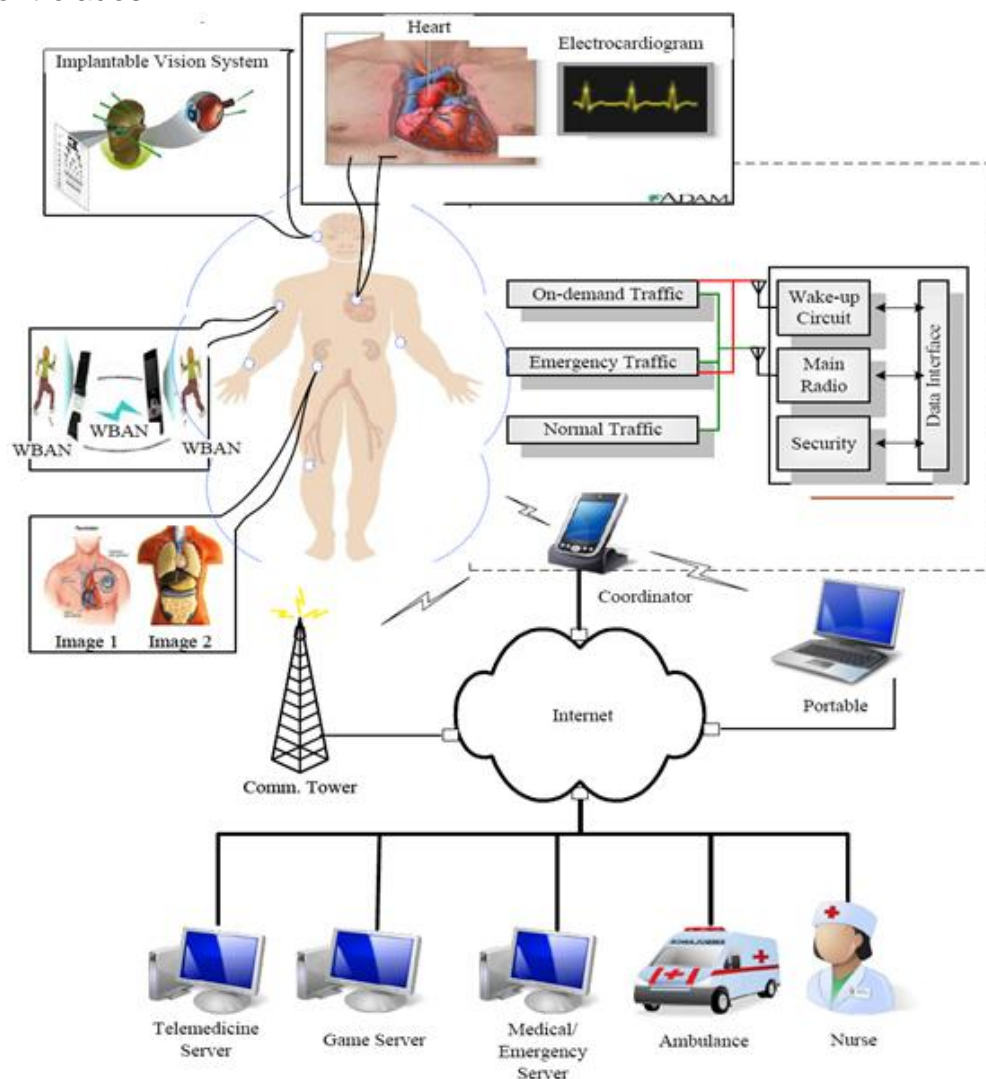 Heart
Electrocardiogram
Implantable Vision System
ADAM
On-demand Traffic
Emergency Traffic
Normal Traffic
Wake-up
Circuit
Main
Radio
Security
Data Interface
WBAN
WBAN
WBAN
Image 1
Image 2
Coordinator
Portable
Internet
Comm. Tower
Telemedicine
Server
Game Server
Medical/
Emergency
Server
AMBULANCE
Ambulance
Nurse